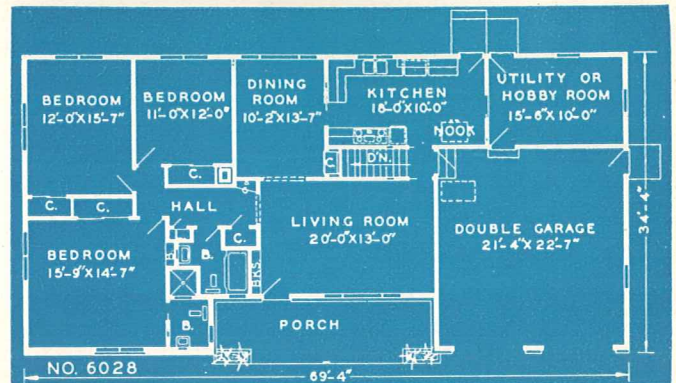 BEDROOM
12'-0"X15'-7"
BEDROOM
11'-0"X12'-0"
DINING
ROOM
10'-2"X13'-7"
KITCHEN
18'-0"X10'-0"
NOOK
UTILITY OR
HOBBY ROOM
15'-6"X10'-0"
C.
C.
D'N.
C.
C.
HALL
C.
BEDROOM
15'-9"X14'-7"
B.
B.
BKS.
LIVING ROOM
20'-0"X13'-0"
DOUBLE GARAGE
21'-4"X22'-7"
34'-4"
B.
PORCH
NO. 6028
69'-4"